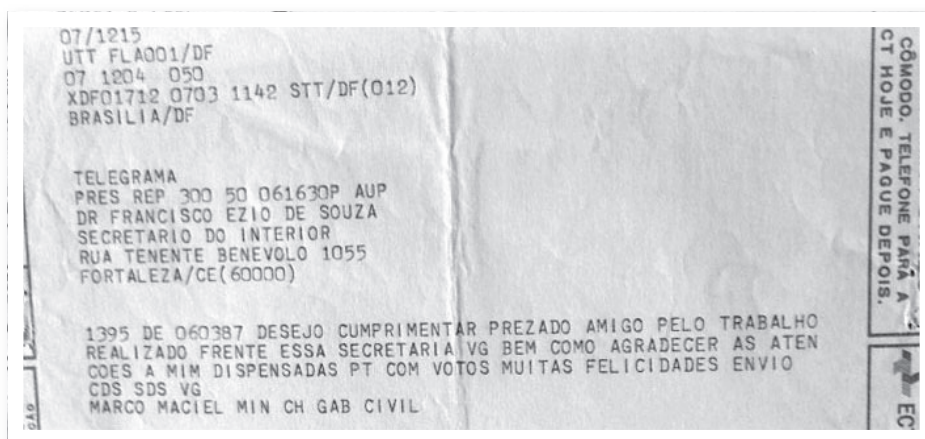 07/1215
UTT FLA001/DF
07 1204 050
XDF01712 0703 1142 STT/DF(012)
BRASILIA/DF
TELEGRAMA
PRES REP 300 50 061630P AUP
DR FRANCISCO EZIO DE SOUZA
SECRETARIO DO INTERIOR
RUA TENENTE BENEVOLO 1055
FORTALEZA/CE(60000)
1395 DE 060387 DESEJO CUMPRIMENTAR PREZADO AMIGO PELO TRABALHO
REALIZADO FRENTE ESSA SECRETARIA VG BEM COMO AGRADECER AS ATEN
COES A MIM DISPENSADAS PT COM VOTOS MUITAS FELICIDADES ENVIO
CDS SDS VG
MARCO MACIEL MIN CH GAB CIVIL
CÔMODO. TELEFONE PARA A
CT HOJE E PAGUE DEPOIS.
EC